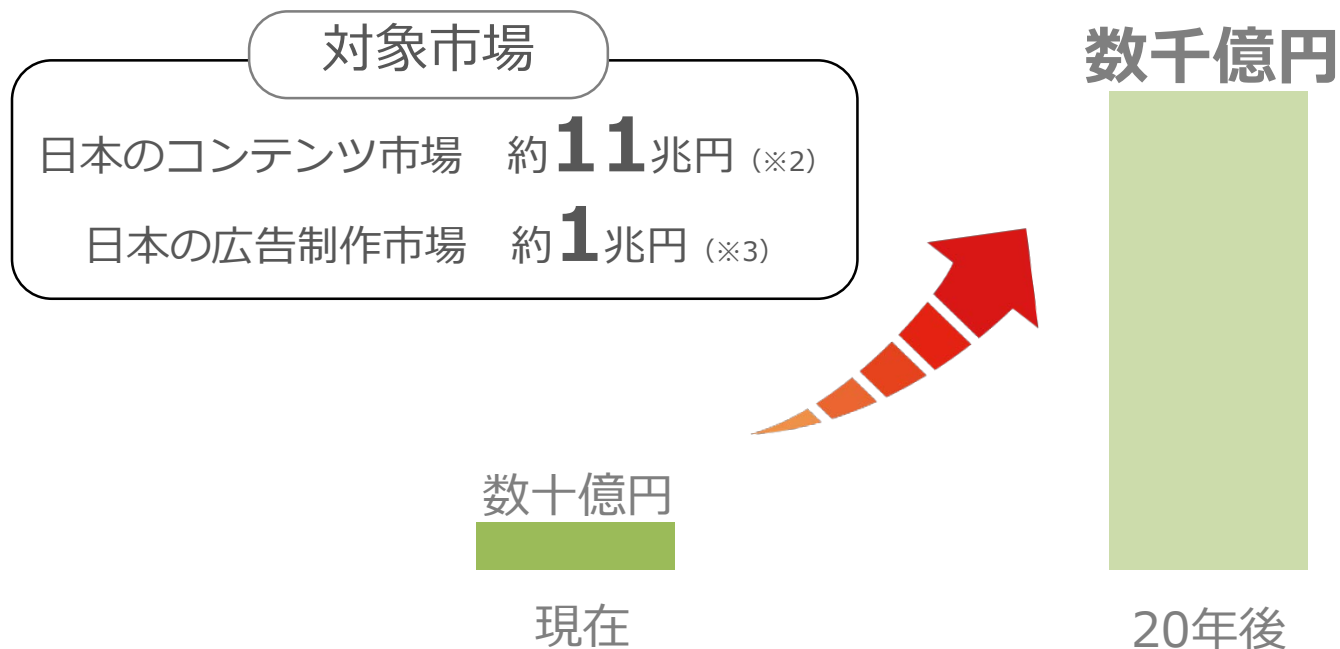 対象市場
日本のコンテンツ市場　約11兆円（※2）
日本の広告制作市場　約1兆円（※3）
数千億円
数十億円
現在
20年後